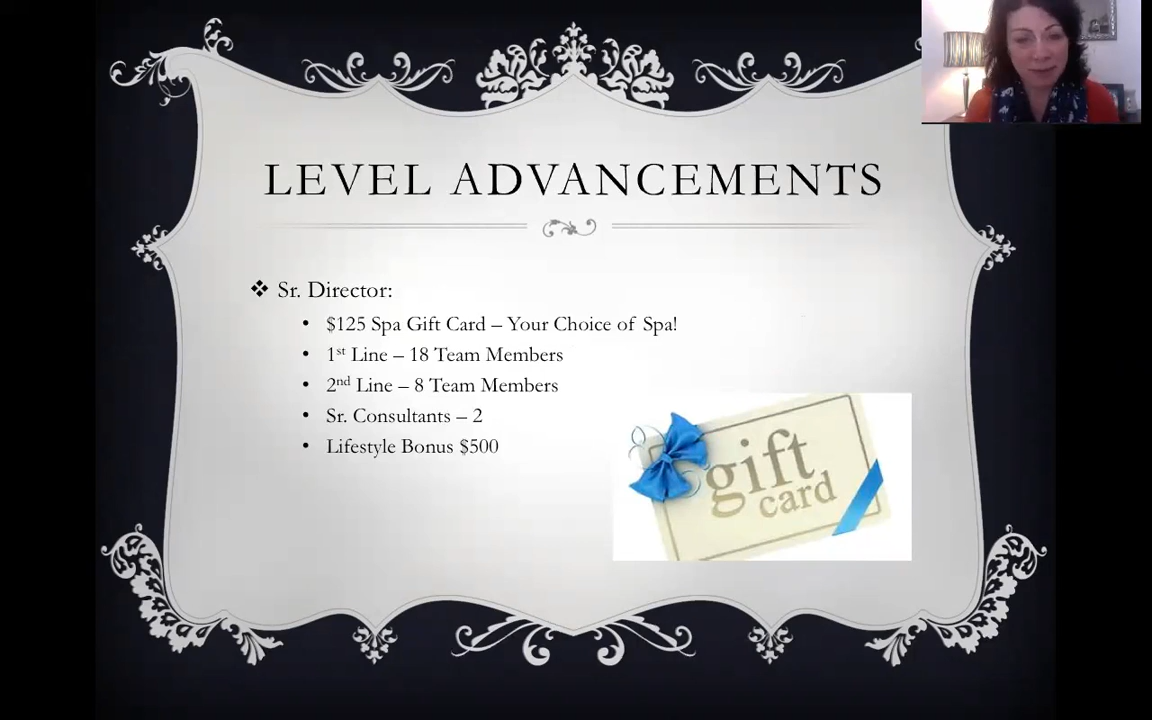 LEVEL ADVANCEMENTS
❖ Sr. Director:
• $125 Spa Gift Card – Your Choice of Spa!
• 1st Line – 18 Team Members
• 2nd Line – 8 Team Members
• Sr. Consultants – 2
• Lifestyle Bonus $500
gift
card